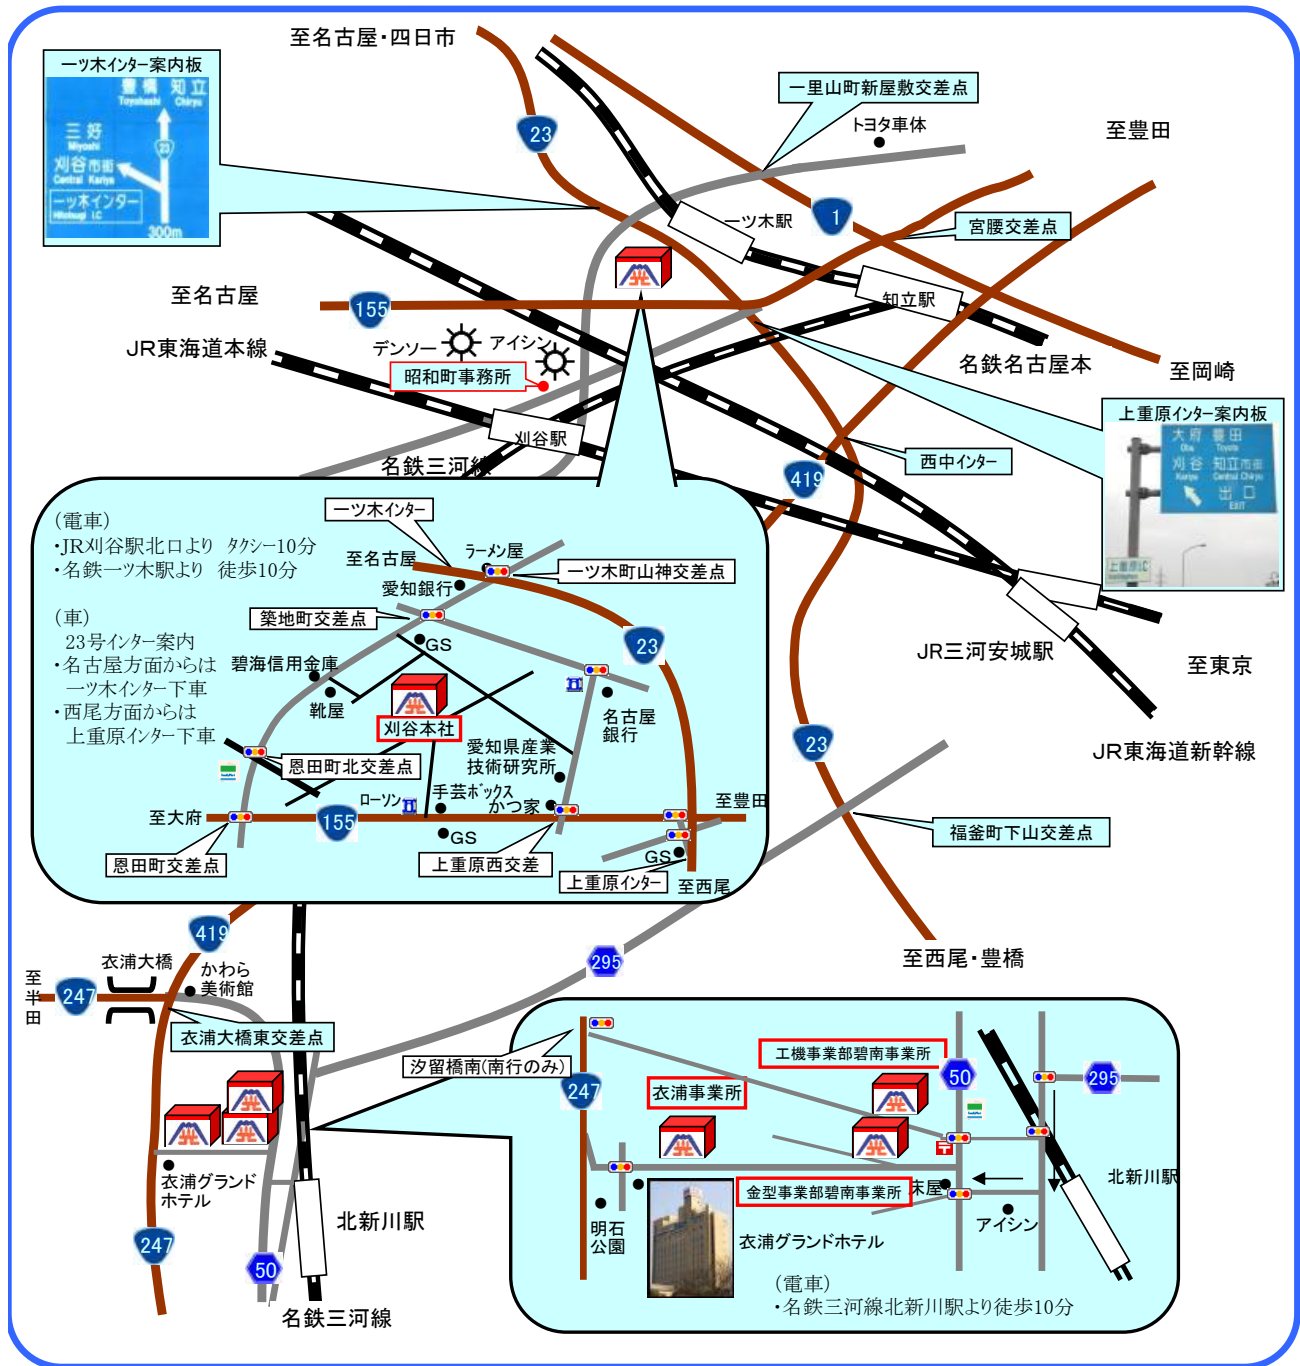 至名古屋・四日市
一ツ木インター案内板
豊橋 知立
Toyohashi Chiryu
三好
Miyoshi
23
刈谷市街
Central Kariya
一ツ木インター
Hitotsugi I.C
300m
23
一里山町新屋敷交差点
トヨタ車体
至豊田
一ツ木駅
1
宮腰交差点
至名古屋
155
知立駅
JR東海道本線
デンソー
アイシン
昭和町事務所
名鉄名古屋本
至岡崎
刈谷駅
名鉄三河線
419
西中インター
上重原インター案内板
大府 豊田
Obu Toyota
刈谷 知立市街
Kariya Central Chiryu
出口
EXIT
上重原I.C
(電車)
・JR刈谷駅北口より タクシー10分
・名鉄一ツ木駅より 徒歩10分
(車)
23号インター案内
・名古屋方面からは
一ツ木インター下車
・西尾方面からは
上重原インター下車
一ツ木インター
至名古屋
ラーメン屋
愛知銀行
一ツ木町山神交差点
築地町交差点
GS
23
碧海信用金庫
靴屋
刈谷本社
名古屋
銀行
愛知県産業
技術研究所
恩田町北交差点
ローソン
手芸ボックス
かつ家
至大府
155
至豊田
GS
恩田町交差点
上重原西交差
GS
上重原インター
至西尾
JR三河安城駅
至東京
23
JR東海道新幹線
福釜町下山交差点
至西尾・豊橋
419
衣浦大橋
かわら
美術館
至半田
247
295
衣浦大橋東交差点
衣浦グランド
ホテル
北新川駅
247
50
名鉄三河線
汐留橋南(南行のみ)
247
工機事業部碧南事業所
50
295
衣浦事業所
金型事業部碧南事業所
床屋
北新川駅
明石
公園
衣浦グランドホテル
アイシン
(電車)
・名鉄三河線北新川駅より徒歩10分